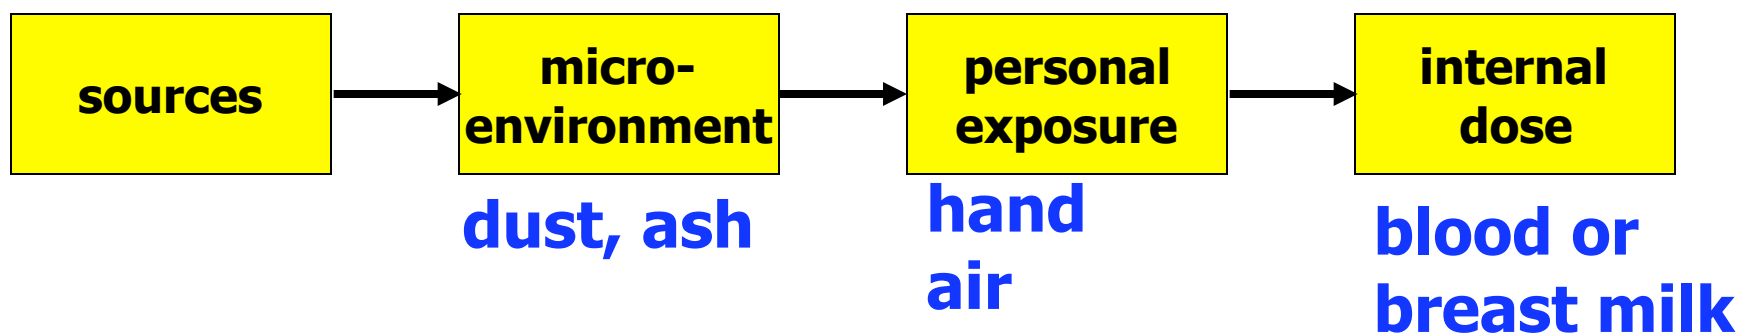 sources
micro-
environment
personal
exposure
internal
dose
dust, ash
hand
air
blood or
breast milk